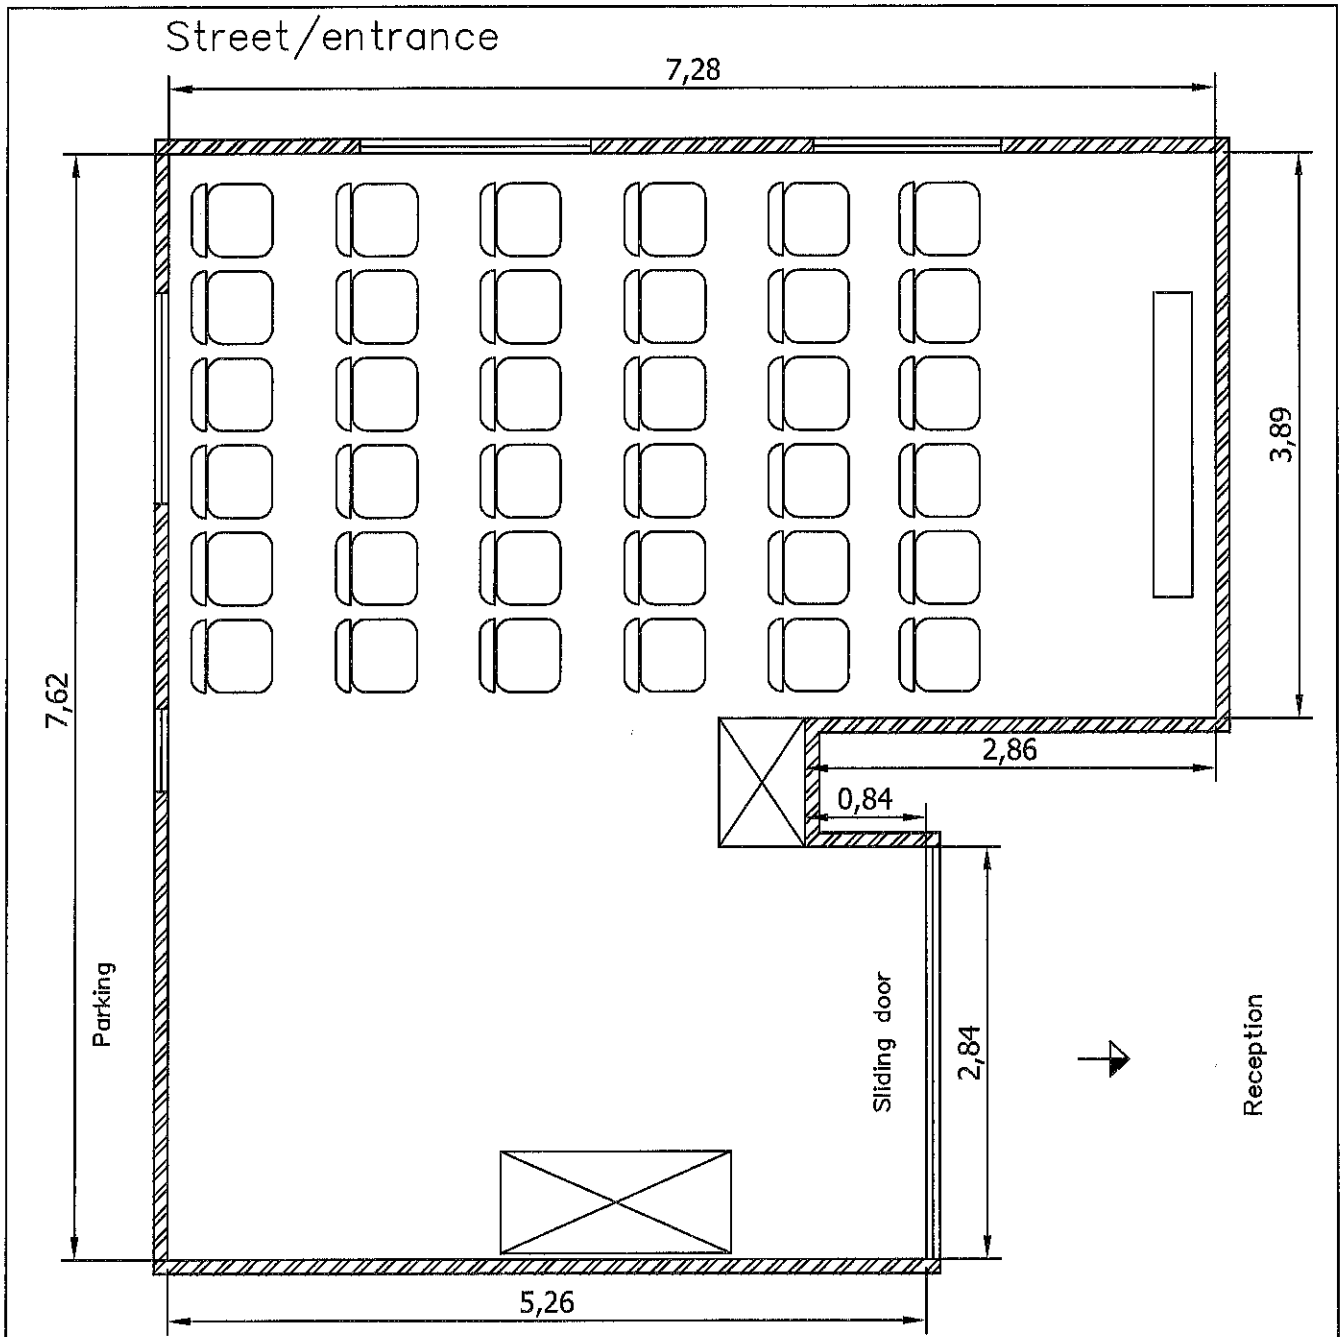 Street/entrance
7,28
3,89
7,62
2,86
0,84
Parking
Sliding door
2,84
Reception
5,26